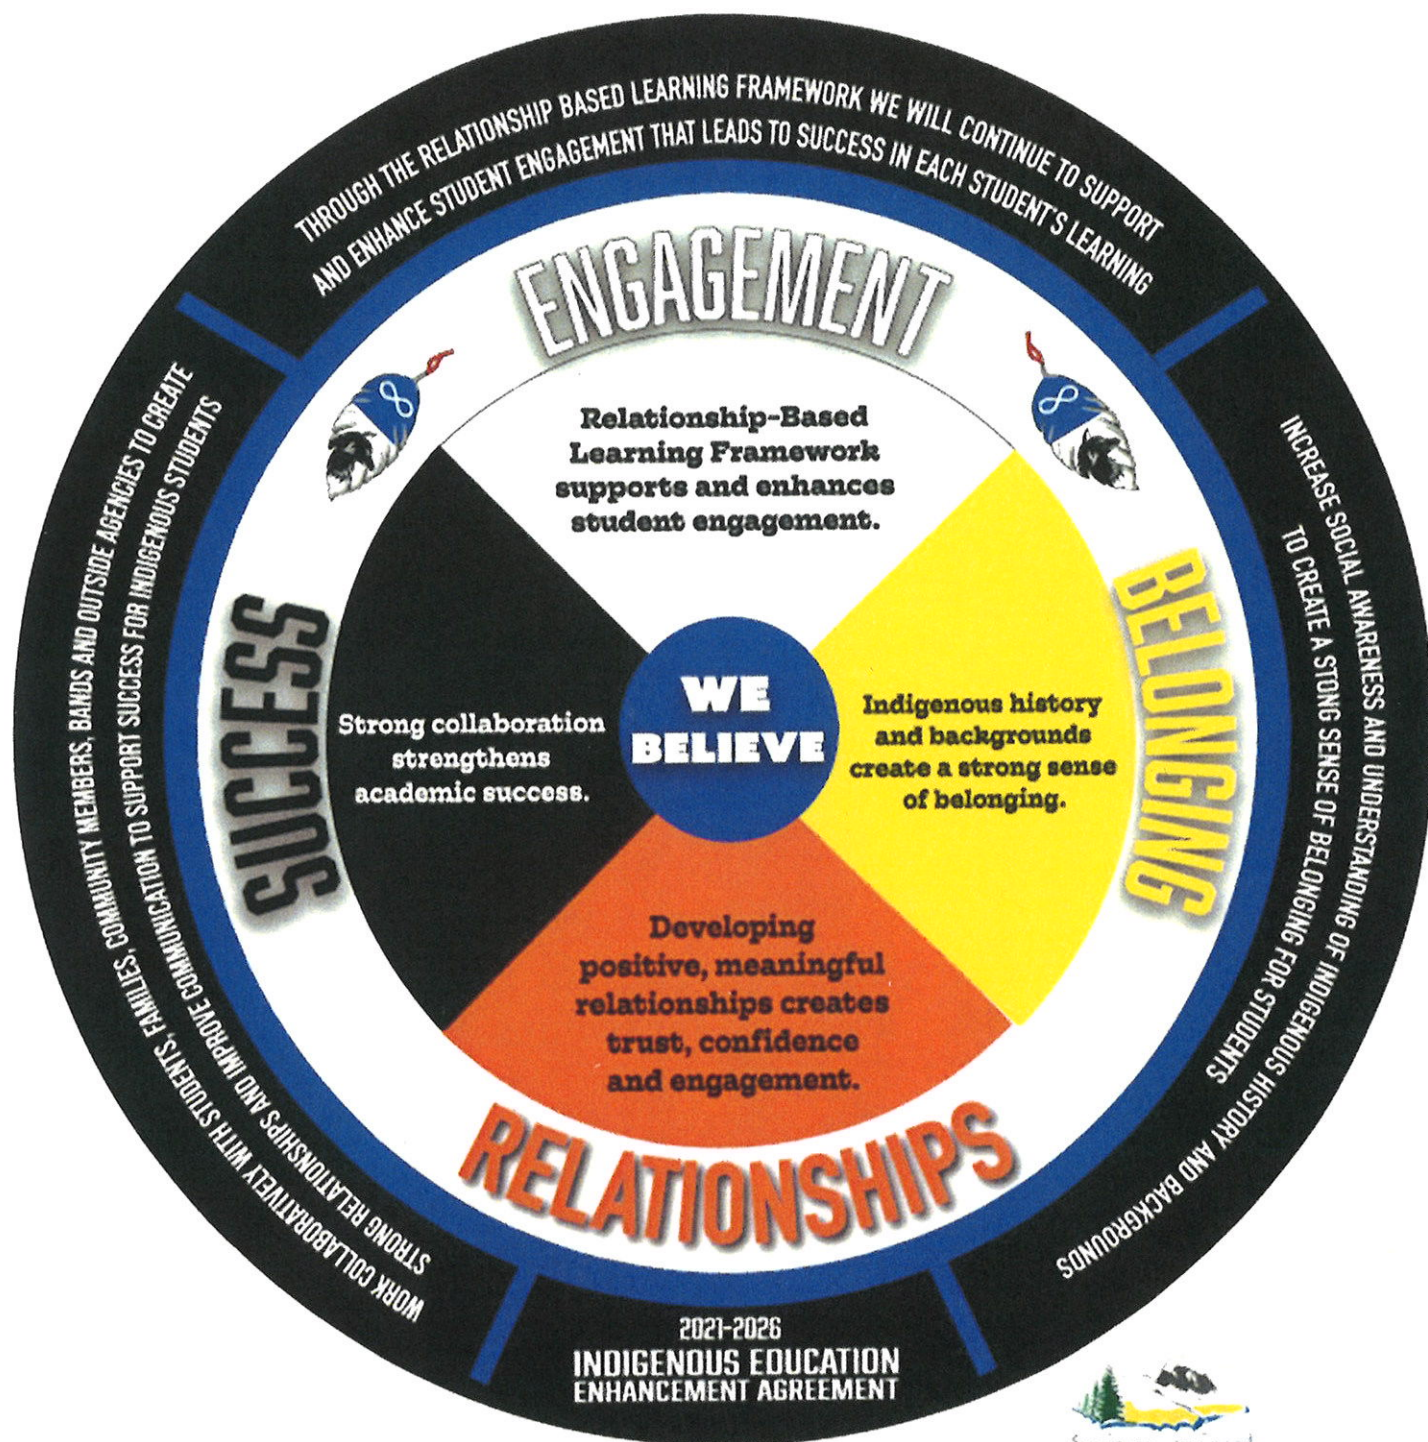 THROUGH THE RELATIONSHIP BASED LEARNING FRAMEWORK WE WILL CONTINUE TO SUPPORT
AND ENHANCE STUDENT ENGAGEMENT THAT LEADS TO SUCCESS IN EACH STUDENT'S LEARNING
ENGAGEMENT
Relationship-Based
Learning Framework
supports and enhances
student engagement.
INCREASE SOCIAL AWARENESS AND UNDERSTANDING OF INDIGENOUS HISTORY AND BACKGROUNDS
TO CREATE A STONG SENSE OF BELONGING FOR STUDENTS
BELONGING
Indigenous history
and backgrounds
create a strong sense
of belonging.
WE
BELIEVE
Developing
positive, meaningful
relationships creates
trust, confidence
and engagement.
RELATIONSHIPS
WORK COLLABORATIVELY WITH STUDENTS, FAMILIES, COMMUNITY MEMBERS, BANDS AND OUTSIDE AGENCIES TO CREATE
STRONG RELATIONSHIPS AND IMPROVE COMMUNICATION TO SUPPORT SUCCESS FOR INDIGENOUS STUDENTS
SUCCESS
Strong collaboration
strengthens
academic success.
2021-2026
INDIGENOUS EDUCATION
ENHANCEMENT AGREEMENT